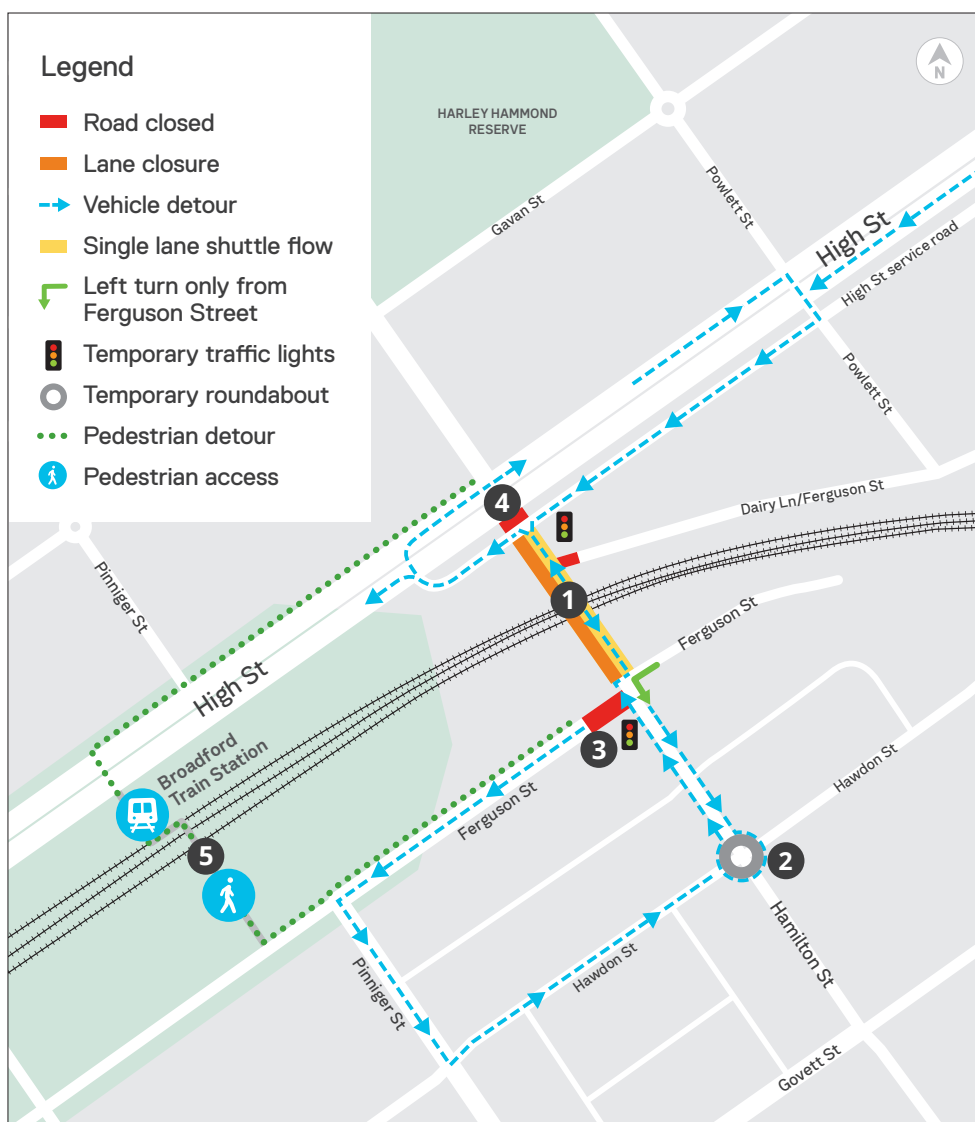 Legend
Road closed
Lane closure
Vehicle detour
Single lane shuttle flow
Left turn only from
Ferguson Street
Temporary traffic lights
Temporary roundabout
Pedestrian detour
Pedestrian access
HARLEY HAMMOND
RESERVE
N
Gavan St
Powlett St
High St
High St service road
Powlett St
4
Dairy Ln/Ferguson St
Pinniger St
1
Ferguson St
High St
3
Broadford
Train Station
Ferguson St
Hawdon St
5
2
Hamilton St
Pinniger St
Hawdon St
Govett St